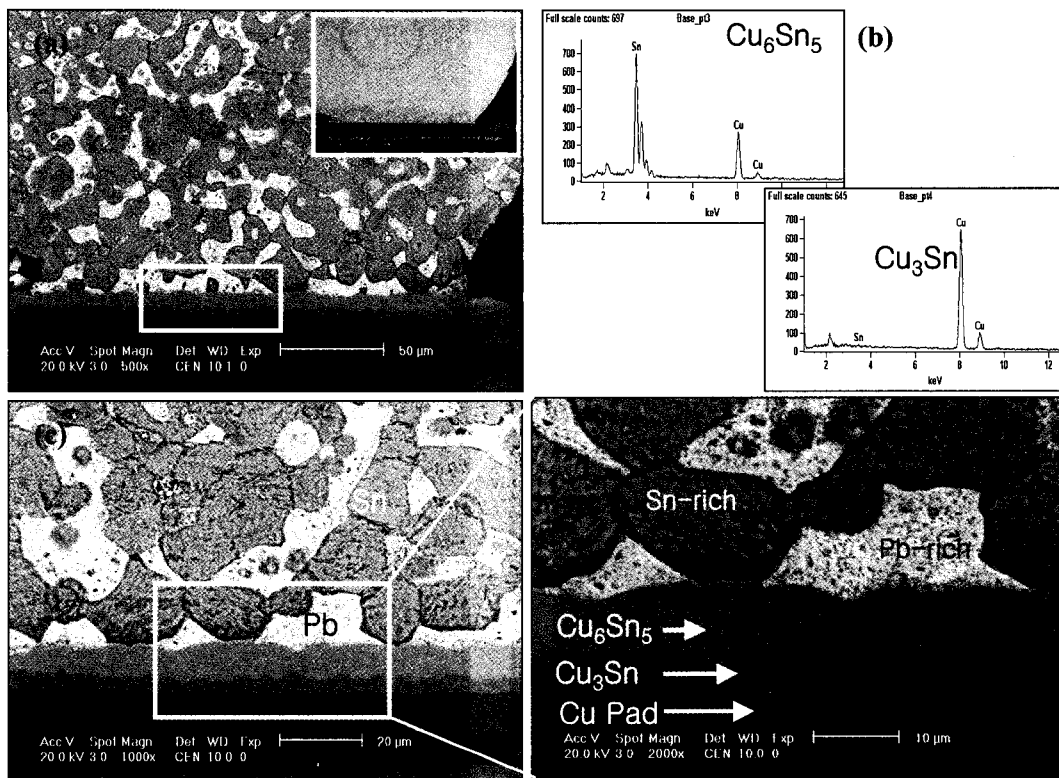 (a)
Acc V Spot Magn Det WD Exp
20.0 kV 3.0 500x CEN 10.1 0
50 µm
Full scale counts: 697
Base_pt3
Cu6Sn5
(b)
700
600
500
400
300
200
100
0
Sn
Cu
Cu
2
4
6
8
10
keV
Full scale counts: 645
Base_pt4
Cu3Sn
700
600
500
400
300
200
100
0
Sn
Cu
Cu
2
4
6
8
10
12
keV
(c)
Sn
Pb
Acc V Spot Magn Det WD Exp
20.0 kV 3.0 1000x CEN 10.0 0
20 µm
Sn-rich
Pb-rich
Cu6Sn5
Cu3Sn
Cu Pad
Acc V Spot Magn Det WD Exp
20.0 kV 3.0 2000x CEN 10.0 0
10 µm